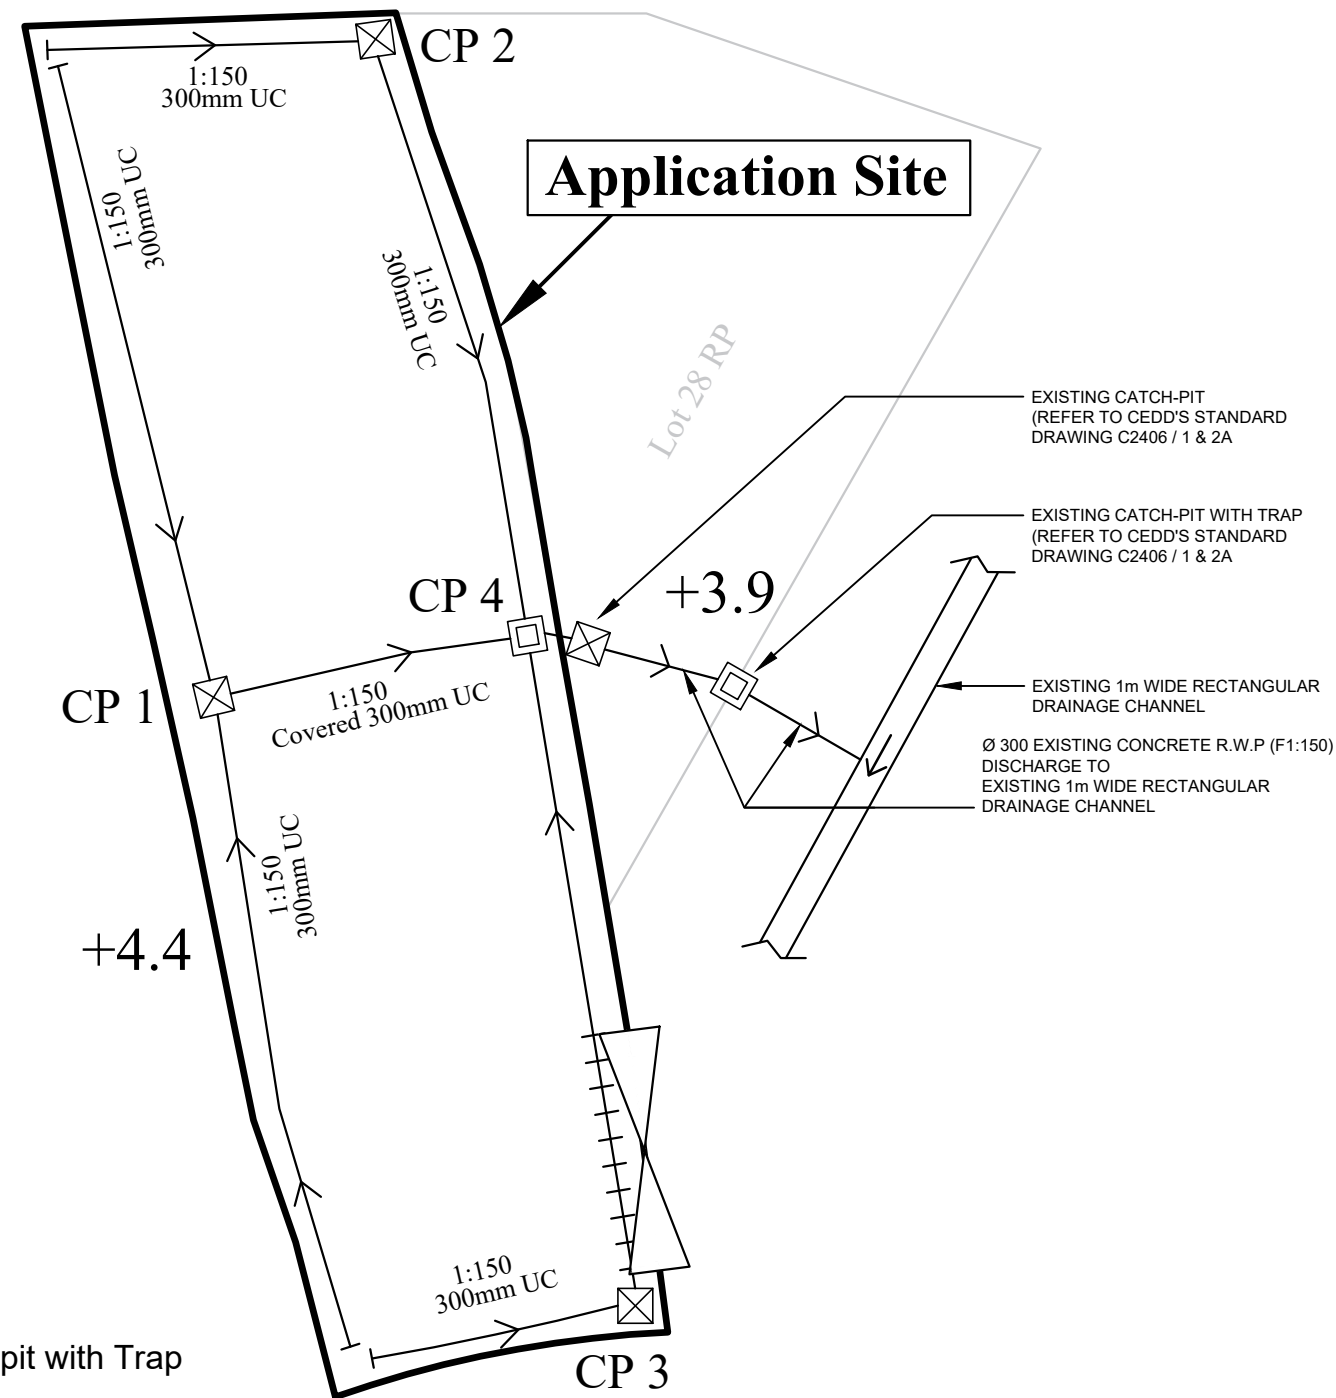 CP 2
1:150
300mm UC
1:150
300mm UC
Application Site
1:150
300mm UC
Lot 28 RP
EXISTING CATCH-PIT
(REFER TO CEDD'S STANDARD
DRAWING C2406 / 1 & 2A
EXISTING CATCH-PIT WITH TRAP
(REFER TO CEDD'S STANDARD
DRAWING C2406 / 1 & 2A
CP 4
+3.9
CP 1
1:150
Covered 300mm UC
EXISTING 1m WIDE RECTANGULAR
DRAINAGE CHANNEL
Ø 300 EXISTING CONCRETE R.W.P (F1:150)
DISCHARGE TO
EXISTING 1m WIDE RECTANGULAR
DRAINAGE CHANNEL
1:150
300mm UC
+4.4
1:150
300mm UC
pit with Trap
CP 3